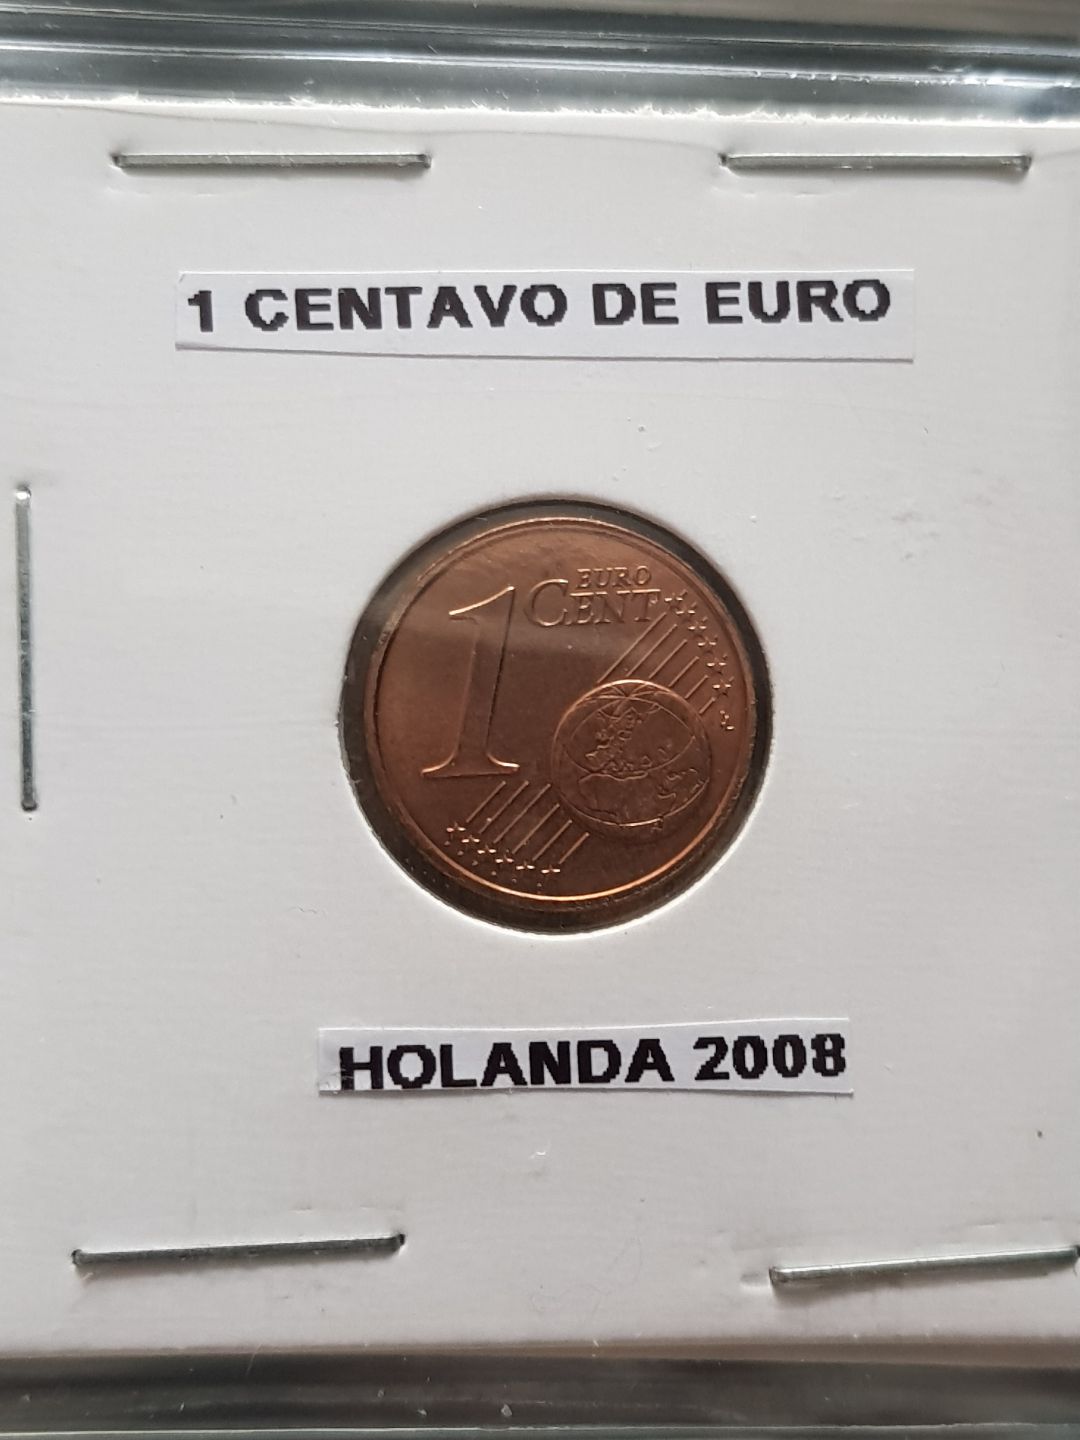 1 CENTAVO DE EURO
1 EURO
CENT
HOLANDA 2008